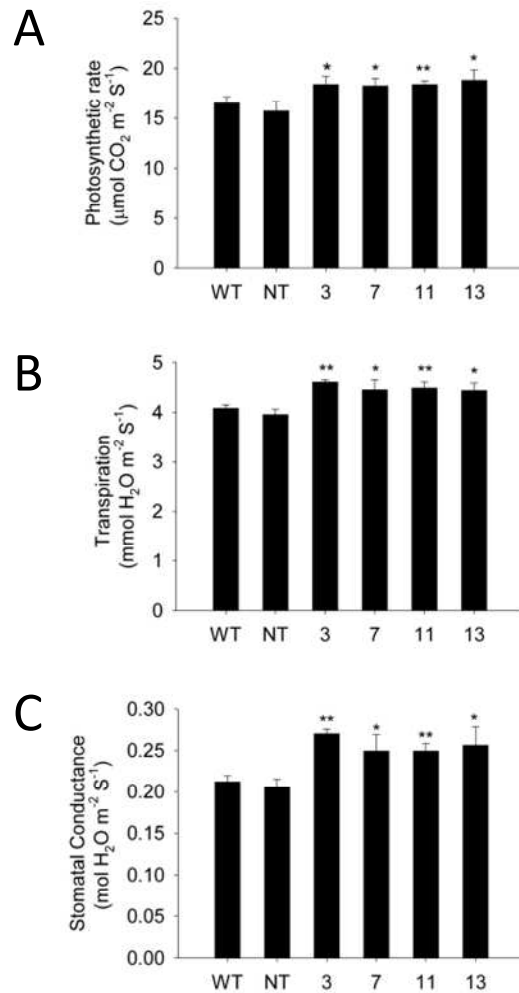 A
Photosynthetic rate
(μmol CO₂ m⁻² S⁻¹)
25
20
15
10
5
0
* * ** *
WT NT 3 7 11 13
B
Transpiration
(mmol H₂O m⁻² S⁻¹)
5
4
3
2
1
0
** * ** *
WT NT 3 7 11 13
C
Stomatal Conductance
(mol H₂O m⁻² S⁻¹)
0.30
0.25
0.20
0.15
0.10
0.05
0.00
** * ** *
WT NT 3 7 11 13